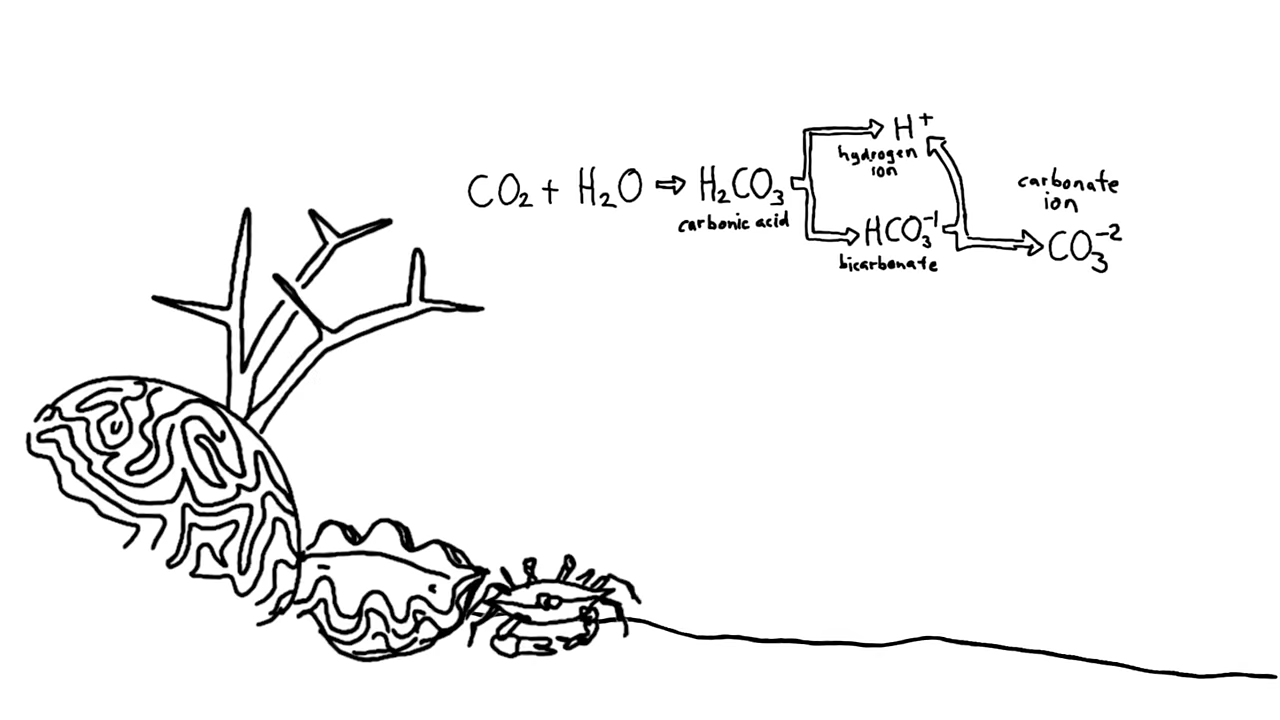 H⁺
hydrogen
ion
CO₂ + H₂O ⇒ H₂CO₃
carbonic acid
HCO₃⁻¹
bicarbonate
carbonate
ion
CO₃⁻²